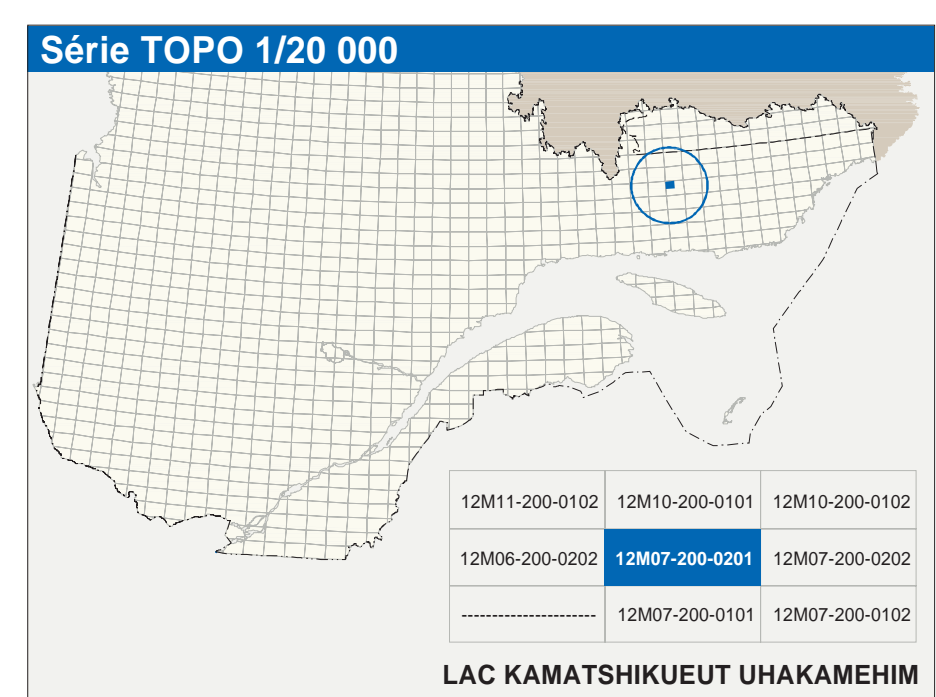 Série TOPO 1/20 000
12M11-200-0102 12M10-200-0101 12M10-200-0102
12M06-200-0202 12M07-200-0201 12M07-200-0202
---------------------- 12M07-200-0101 12M07-200-0102
LAC KAMATSHIKUEUT UHAKAMEHIM